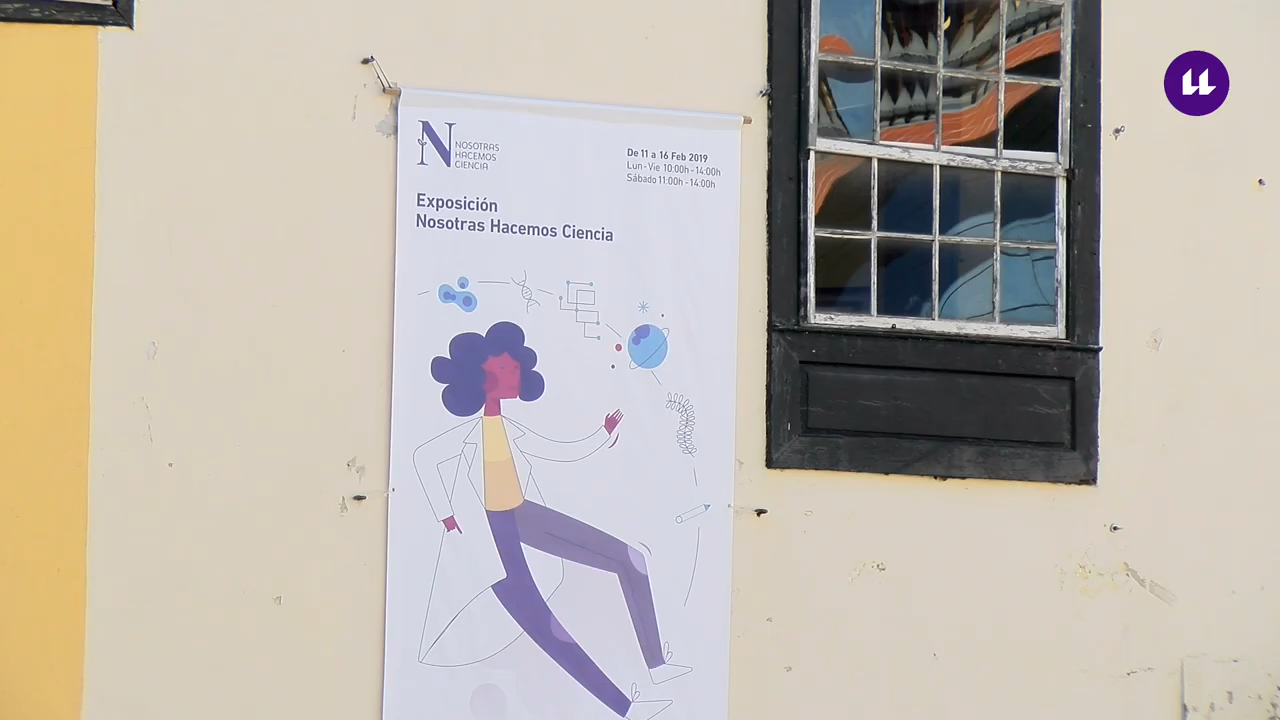 N NOSOTRAS
HACEMOS
CIENCIA
De 11 a 16 Feb 2019
Lun-Vie 10:00h-14:00h
Sábado 11:00h-14:00h
Exposición
Nosotras Hacemos Ciencia